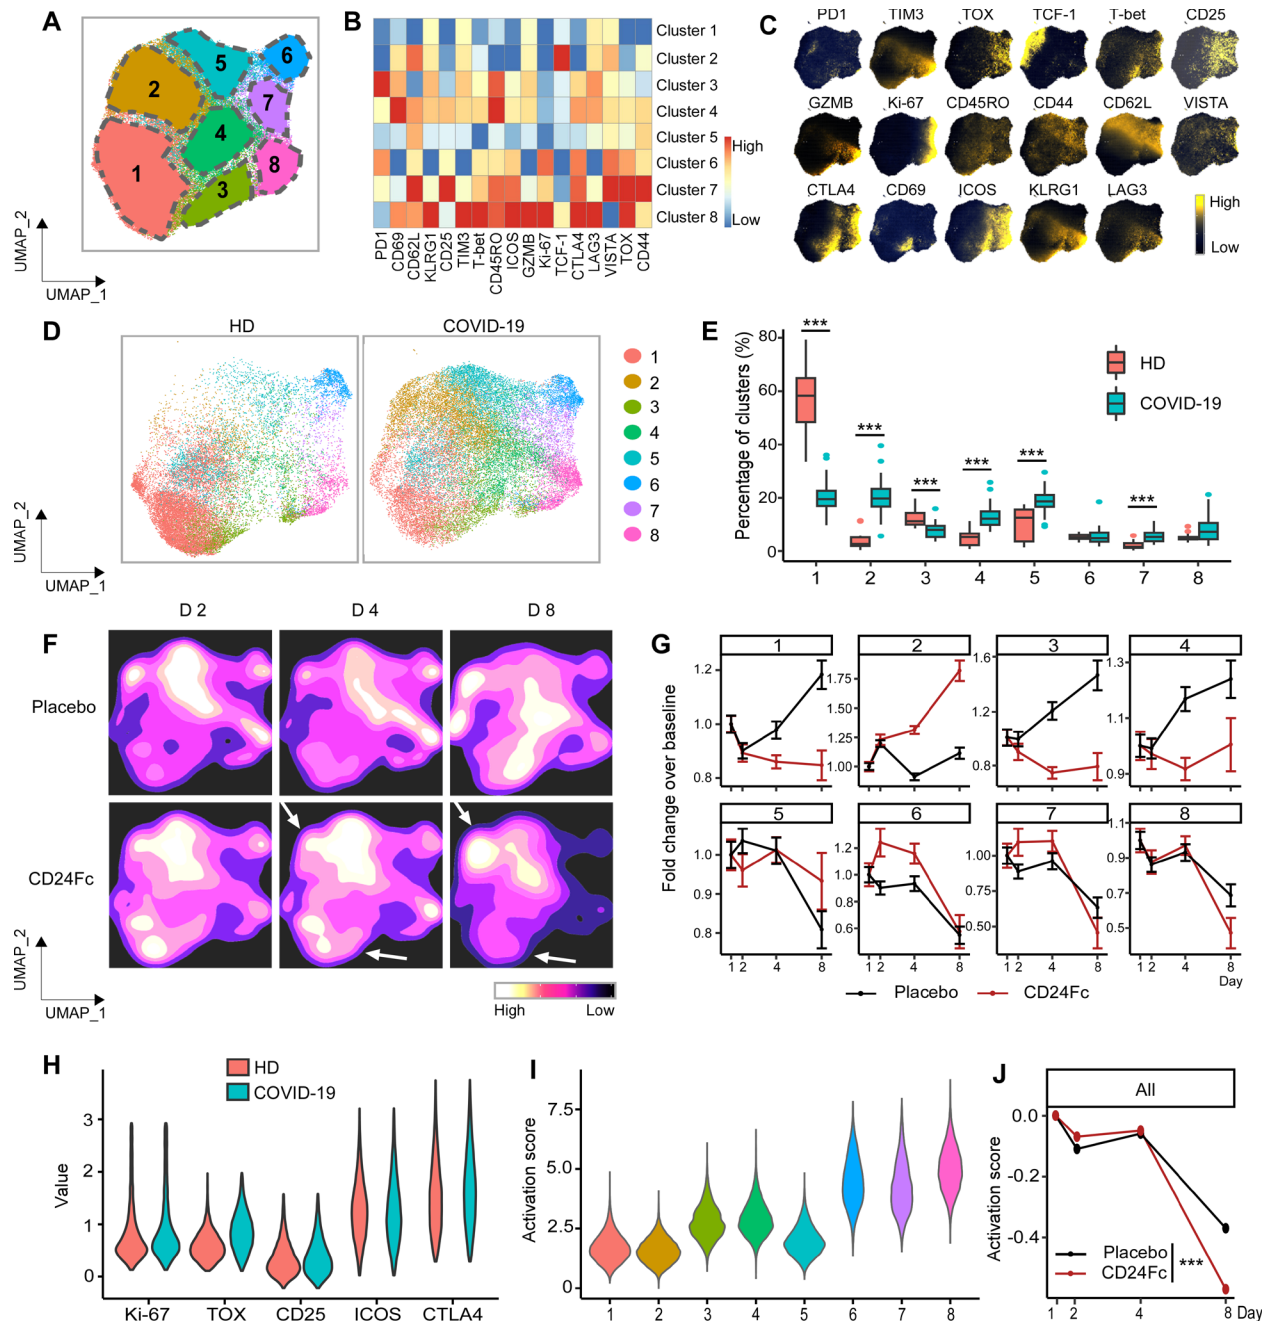 A
1
2
3
4
5
6
7
8
UMAP_2
UMAP_1
B
Cluster 1
Cluster 2
Cluster 3
Cluster 4
Cluster 5
Cluster 6
Cluster 7
Cluster 8
High
Low
PD1
CD69
CD62L
KLRG1
CD25
TIM3
T-bet
CD45RO
ICOS
GZMB
Ki-67
TCF-1
CTLA4
LAG3
VISTA
TOX
CD44
C
PD1 TIM3 TOX TCF-1 T-bet CD25
GZMB Ki-67 CD45RO CD44 CD62L VISTA
CTLA4 CD69 ICOS KLRG1 LAG3
High
Low
D
HD COVID-19
UMAP_2
UMAP_1
1
2
3
4
5
6
7
8
E
Percentage of clusters (%)
80
60
40
20
0
*** *** *** *** *** ***
HD
COVID-19
1 2 3 4 5 6 7 8
F
D 2 D 4 D 8
Placebo
CD24Fc
UMAP_2
UMAP_1
High Low
G
Fold change over baseline
1 2 3 4
1.2
1.0
0.8
1.75
1.50
1.25
1.00
1.6
1.2
0.8
1.3
1.1
0.9
5 6 7 8
1.0
0.9
0.8
1.2
1.0
0.8
0.6
1.00
0.75
0.50
1.1
0.9
0.7
0.5
1 2 4 8 1 2 4 8 1 2 4 8 1 2 4 8
Day
Placebo CD24Fc
H
HD
COVID-19
Value
3
2
1
0
Ki-67 TOX CD25 ICOS CTLA4
I
Activation score
7.5
5.0
2.5
0
1 2 3 4 5 6 7 8
J
All
Activation score
0.0
-0.2
-0.4
Placebo
CD24Fc
***
1 2 4 8 Day